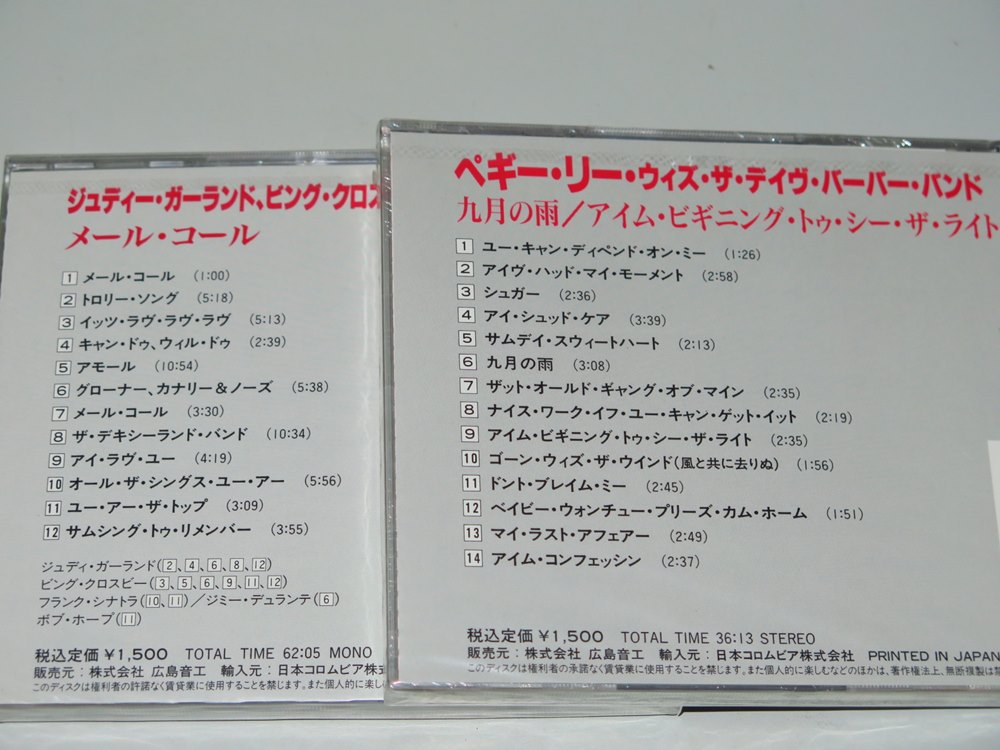 ジュディー・ガーランド、ビング・クロス
メール・コール
1 メール・コール (1:00)
2 トロリー・ソング (5:18)
3 イッツ・ラヴ・ラヴ・ラヴ (5:13)
4 キャン・ドゥ、ウィル・ドゥ (2:39)
5 アモール (10:54)
6 グローナー、カナリー&ノーズ (5:38)
7 メール・コール (3:30)
8 ザ・デキシーランド・バンド (10:34)
9 アイ・ラヴ・ユー (4:19)
10 オール・ザ・シングス・ユー・アー (5:56)
11 ユー・アー・ザ・トップ (3:09)
12 サムシング・トゥ・リメンバー (3:55)
ジュディ・ガーランド(2、4、6、8、12)
ビング・クロスビー(3、5、6、9、11、12)
フランク・シナトラ(10、11)/ジミー・デュランテ(6)
ボブ・ホープ(11)
税込定価 ¥1,500 TOTAL TIME 62:05 MONO
販売元:株式会社 広島音工 輸入元:日本コロムビア株式
このディスクは権利者の許諾なく賃貸業に使用することを禁じます。また個人的に楽し
ペギー・リー・ウィズ・ザ・デイヴ・バーバー・バンド
九月の雨/アイム・ビギニング・トゥ・シー・ザ・ライト
1 ユー・キャン・ディペンド・オン・ミー (1:26)
2 アイヴ・ハッド・マイ・モーメント (2:58)
3 シュガー (2:36)
4 アイ・シュッド・ケア (3:39)
5 サムデイ・スウィートハート (2:13)
6 九月の雨 (3:08)
7 ザット・オールド・ギャング・オブ・マイン (2:35)
8 ナイス・ワーク・イフ・ユー・キャン・ゲット・イット (2:19)
9 アイム・ビギニング・トゥ・シー・ザ・ライト (2:35)
10 ゴーン・ウィズ・ザ・ウインド(風と共に去りぬ) (1:56)
11 ドント・ブレイム・ミー (2:45)
12 ベイビー・ウォンチュー・プリーズ・カム・ホーム (1:51)
13 マイ・ラスト・アフェアー (2:49)
14 アイム・コンフェッシン (2:37)
税込定価 ¥1,500 TOTAL TIME 36:13 STEREO
販売元:株式会社 広島音工 輸入元:日本コロムビア株式会社 PRINTED IN JAPAN
このディスクは権利者の承諾なく賃貸業に使用することを禁じます。また個人的に楽しむなどのほかは、著作権法上、無断複製は禁